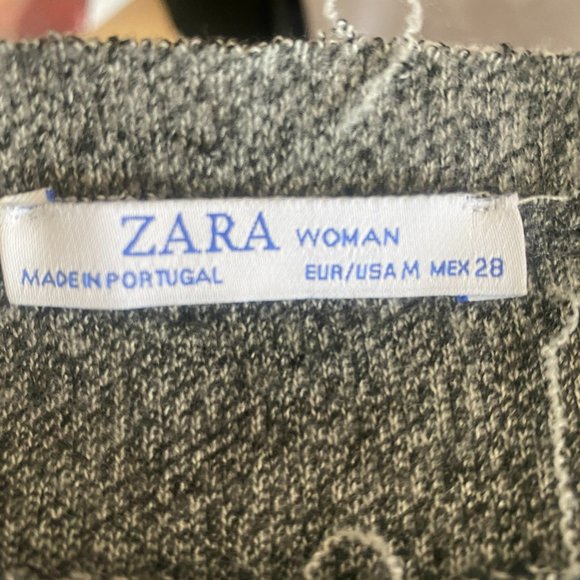 ZARA WOMAN
MADE IN PORTUGAL EUR/USA M MEX 28